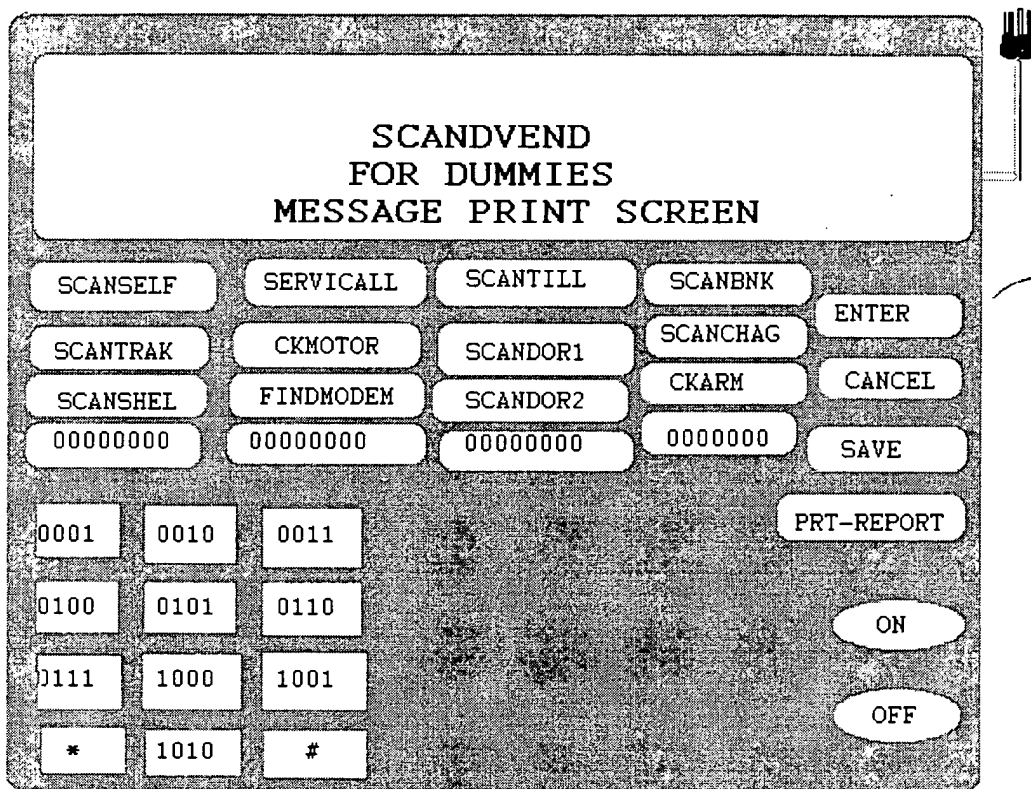 SCANDVEND
FOR DUMMIES
MESSAGE PRINT SCREEN
SCANSELF SERVICALL SCANTILL SCANBNK
ENTER
SCANTRAK CKMOTOR SCANDOR1 SCANCHAG
SCANSHEL FINDMODEM SCANDOR2 CKARM CANCEL
00000000 00000000 00000000 0000000 SAVE
PRT-REPORT
0001 0010 0011
0100 0101 0110
ON
0111 1000 1001
OFF
* 1010 #